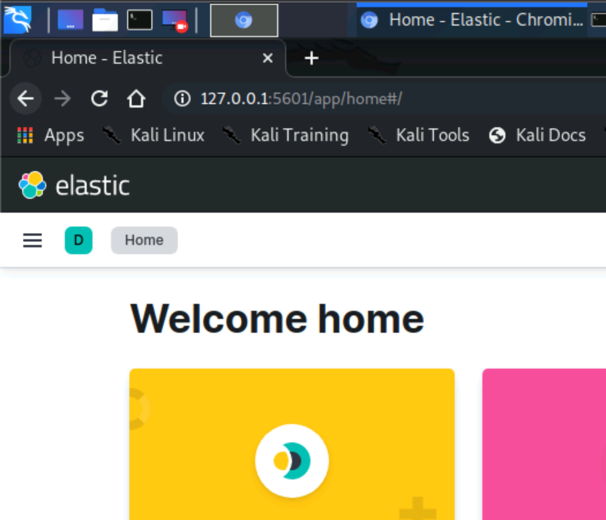 Home - Elastic - Chromi...
Home - Elastic
127.0.0.1:5601/app/home#/
Apps Kali Linux Kali Training Kali Tools Kali Docs
elastic
D Home
Welcome home